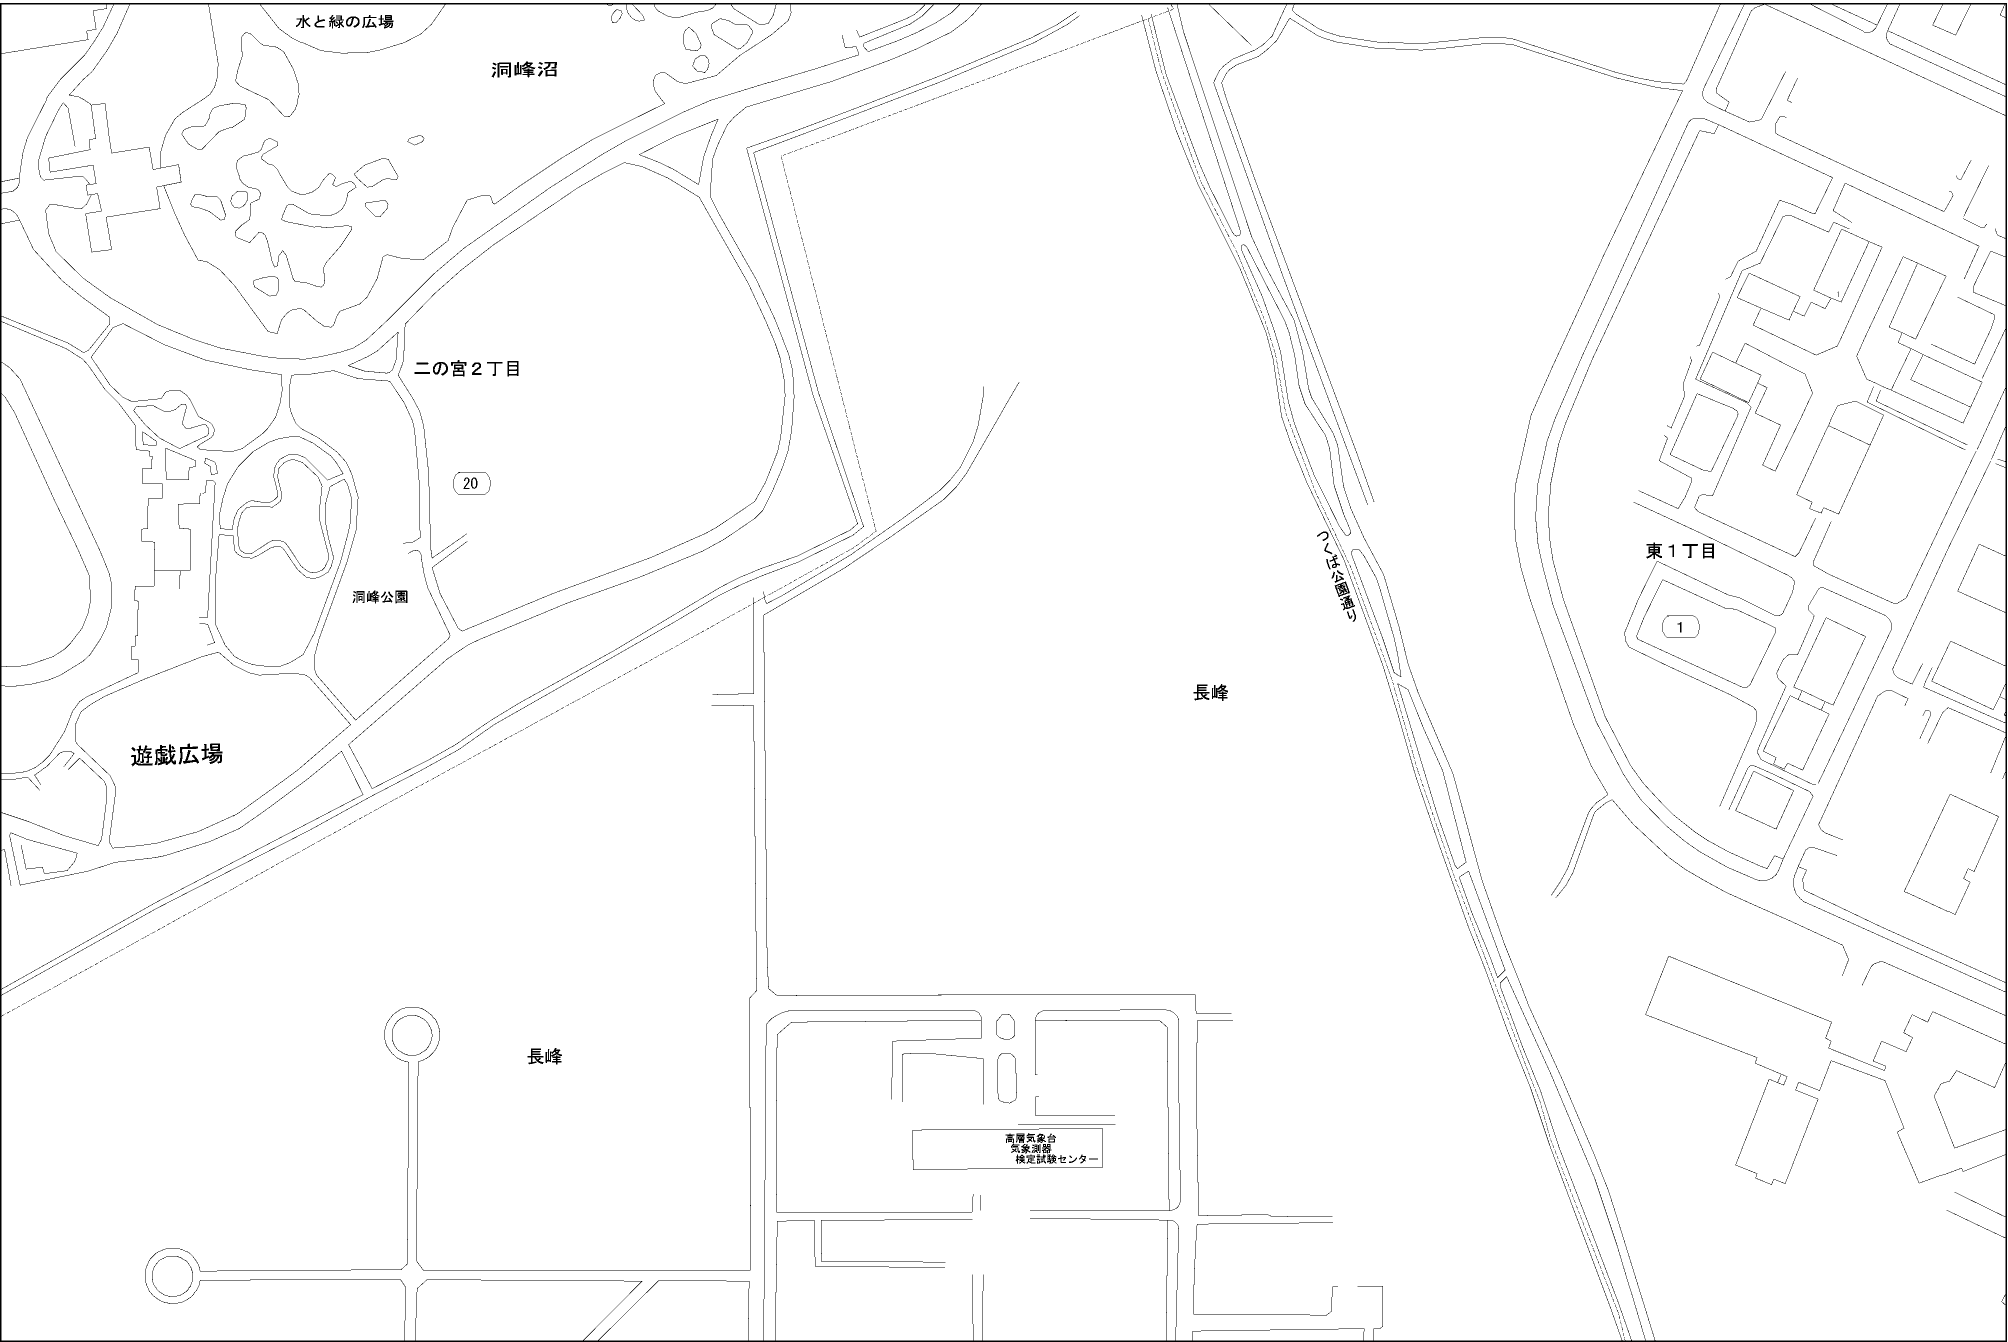 水と緑の広場
洞峰沼
二の宮２丁目
20
つくば公園通り
東１丁目
洞峰公園
1
長峰
遊戯広場
長峰
高層気象台
気象測器
検定試験センター